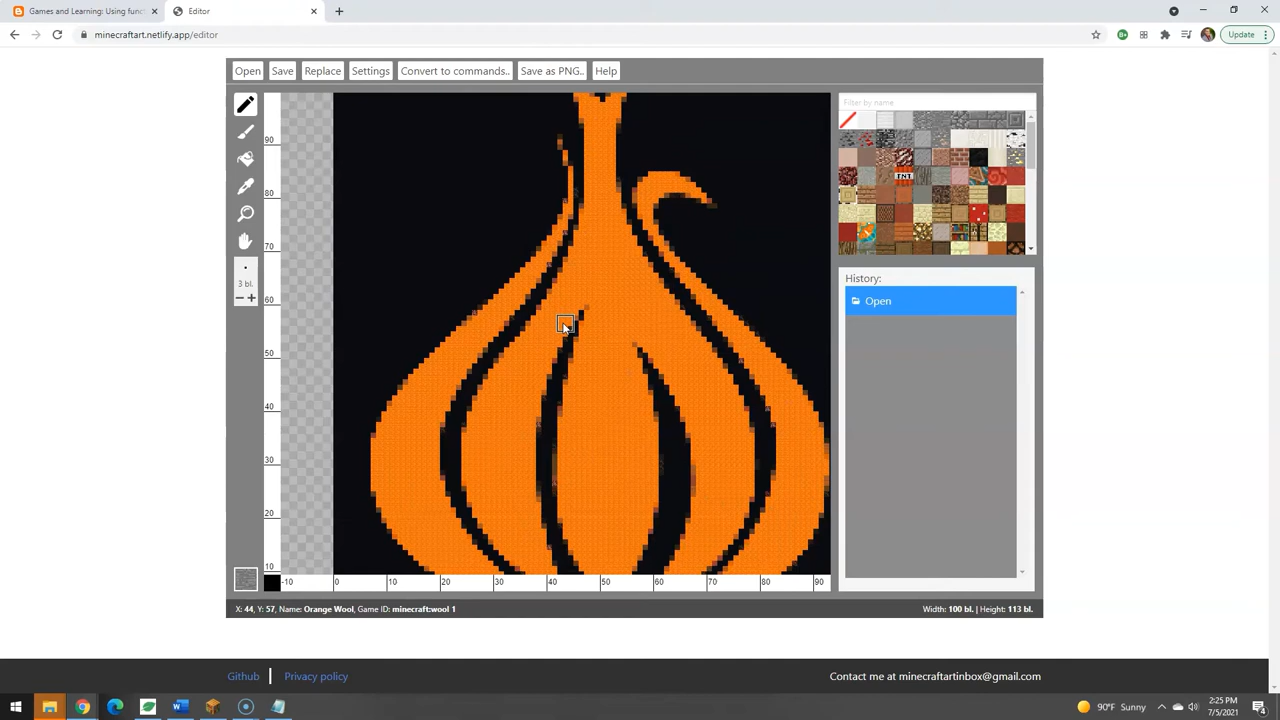 Games and Learning: Using func
Editor
minecraftart.netlify.app/editor
Update
Open Save Replace Settings Convert to commands.. Save as PNG.. Help
Filter by name
TNT
3 bl.
90
80
70
60
50
40
30
20
10
-10 0 10 20 30 40 50 60 70 80 90
History:
Open
X: 44, Y: 57, Name: Orange Wool, Game ID: minecraft:wool 1
Width: 100 bl. | Height: 113 bl.
Github
Privacy policy
Contact me at minecraftartinbox@gmail.com
90°F Sunny
2:25 PM
7/5/2021
4